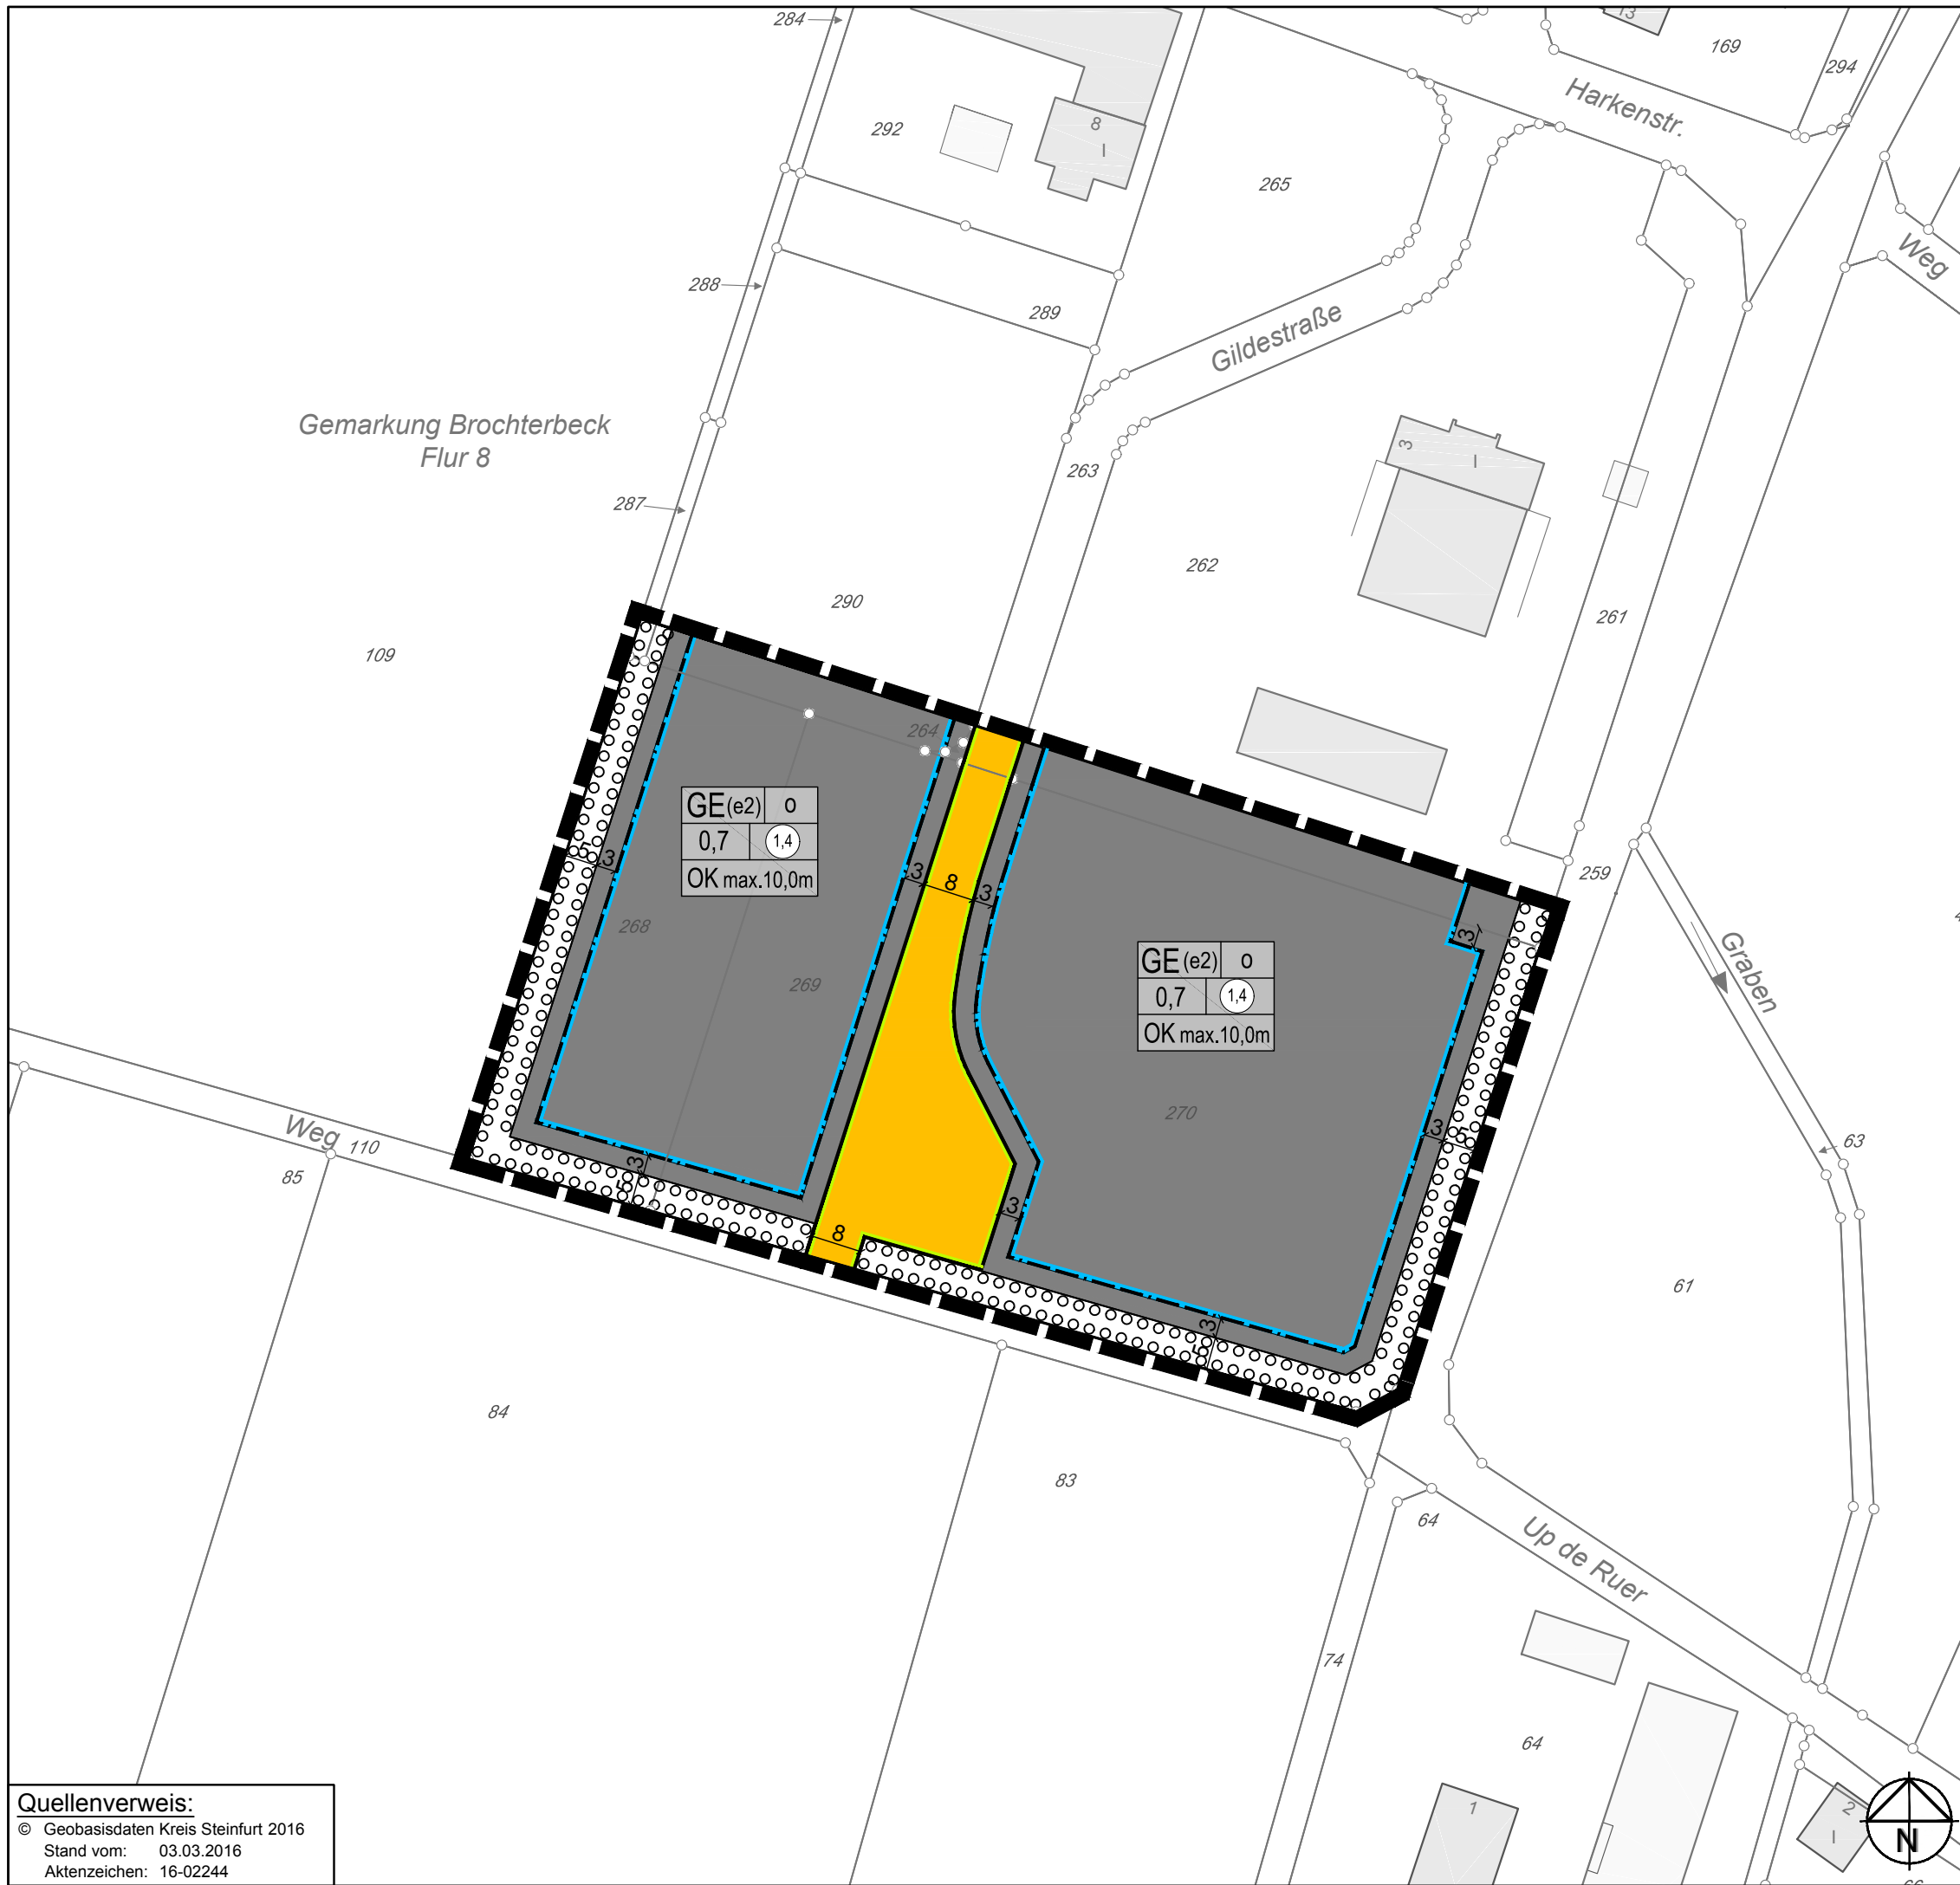 284
13
169
294
Harkenstr.
292
8
I
265
Weg
288
289
Gildestraße
Gemarkung Brochterbeck
Flur 8
263
3
I
287
262
290
261
109
264
GE (e2) o
0,7 1,4
OK max.10,0m
5
3
3
8
3
259
268
269
3
GE (e2) o
0,7 1,4
OK max.10,0m
Graben
270
Weg 110
85
3
5
3
5
63
3
8
61
3
5
84
83
64
Up de Ruer
74
64
1
2
I
N
Quellenverweis:
© Geobasisdaten Kreis Steinfurt 2016
Stand vom: 03.03.2016
Aktenzeichen: 16-02244